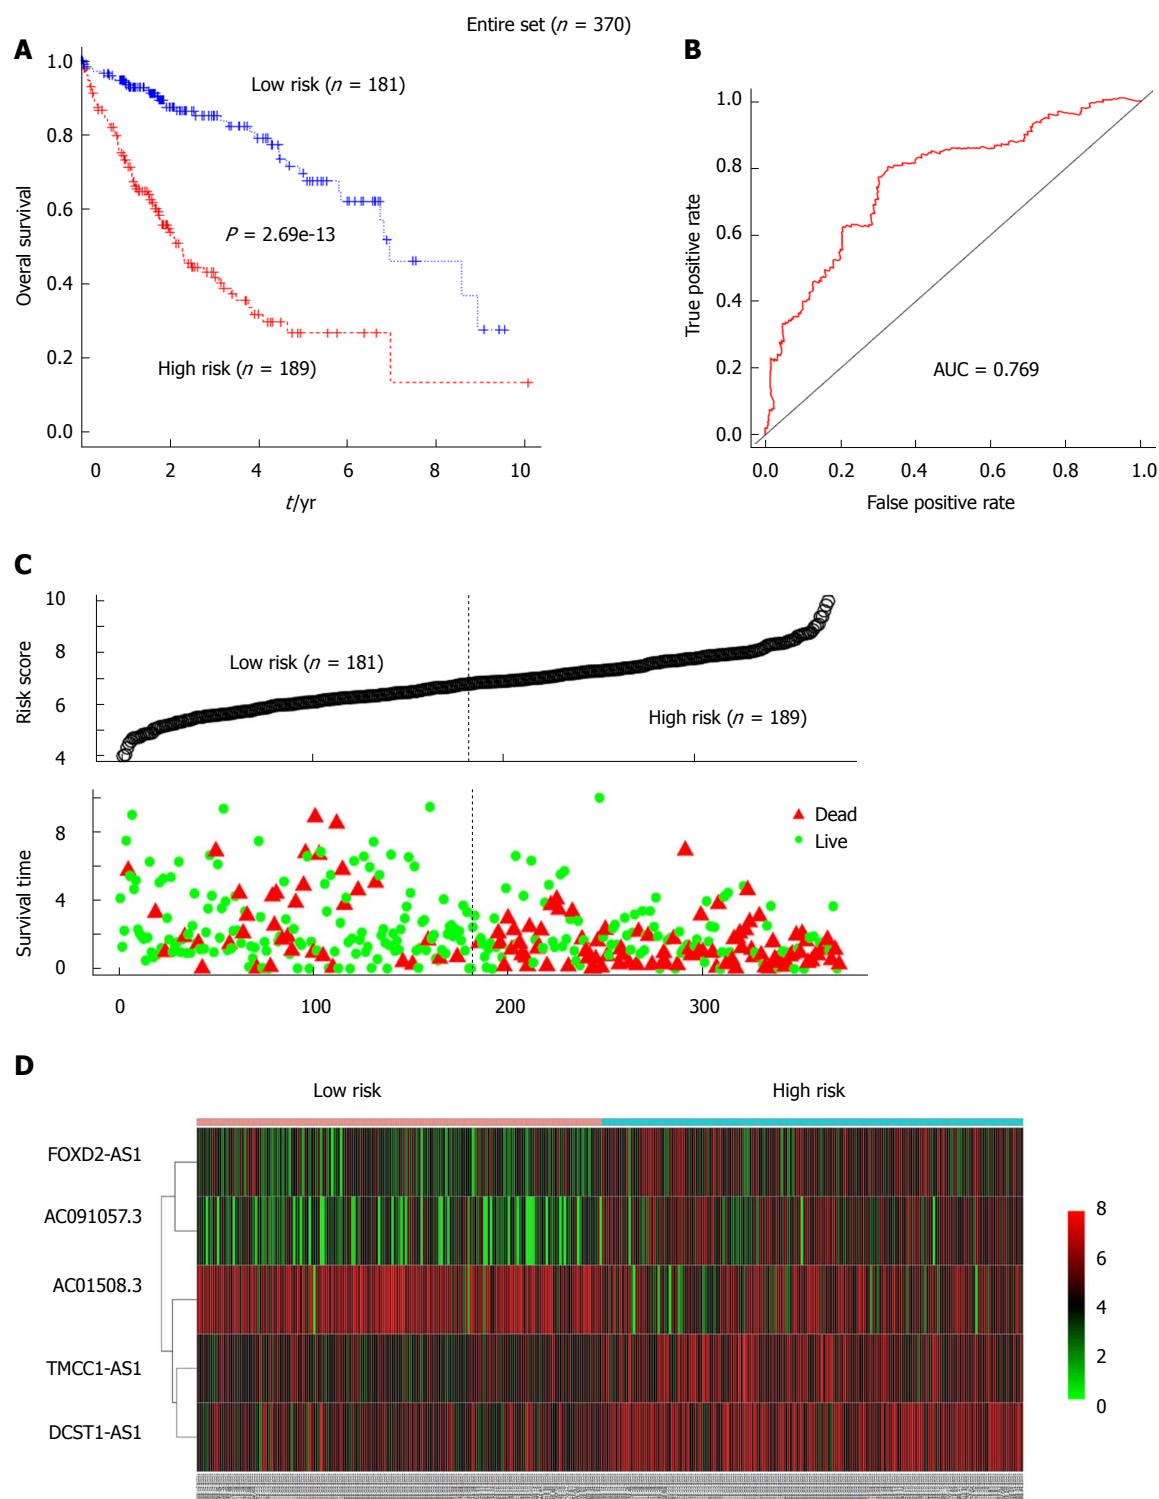 Entire set (n = 370)
A
Overal survival
1.0
0.8
0.6
0.4
0.2
0.0
Low risk (n = 181)
P = 2.69e-13
High risk (n = 189)
0 2 4 6 8 10
t/yr
B
True positive rate
1.0
0.8
0.6
0.4
0.2
0.0
AUC = 0.769
0.0 0.2 0.4 0.6 0.8 1.0
False positive rate
C
Risk score
10
8
6
4
Low risk (n = 181)
High risk (n = 189)
Survival time
8
4
0
Dead
Live
0 100 200 300
D
Low risk High risk
FOXD2-AS1
AC091057.3
AC01508.3
TMCC1-AS1
DCST1-AS1
8
6
4
2
0